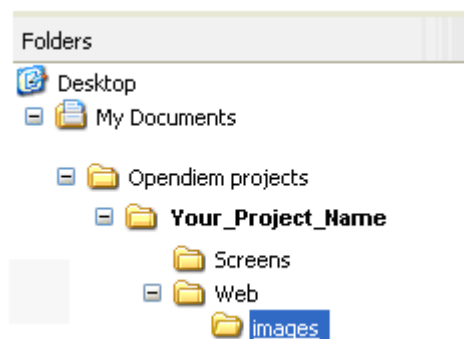 Folders
Desktop
My Documents
Opendiem projects
Your_Project_Name
Screens
Web
images